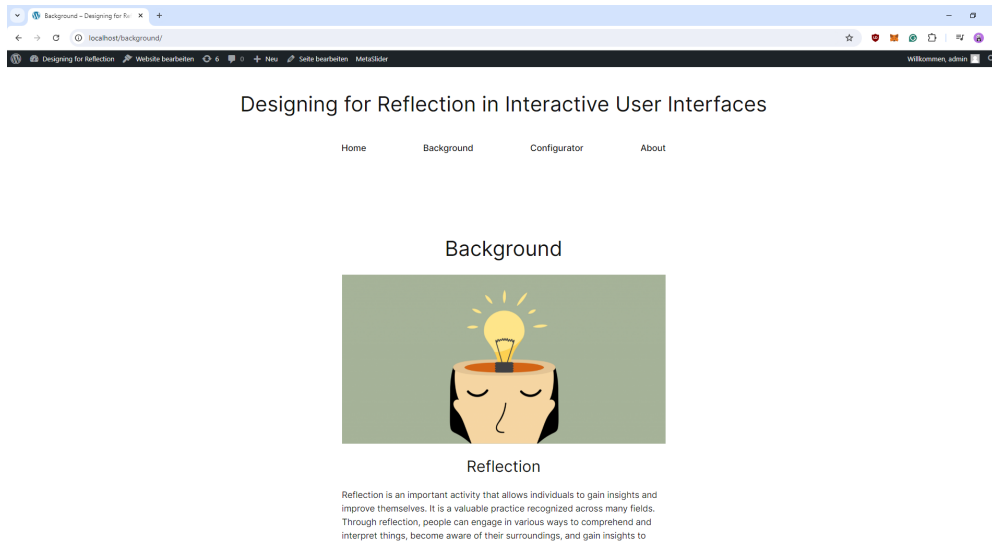 Background – Designing for Re
localhost/background/
Designing for Reflection Website bearbeiten 6 0 Neu Seite bearbeiten MetaSlider Willkommen, admin
Designing for Reflection in Interactive User Interfaces
Home Background Configurator About
Background
Reflection
Reflection is an important activity that allows individuals to gain insights and
improve themselves. It is a valuable practice recognized across many fields.
Through reflection, people can engage in various ways to comprehend and
interpret things, become aware of their surroundings, and gain insights to